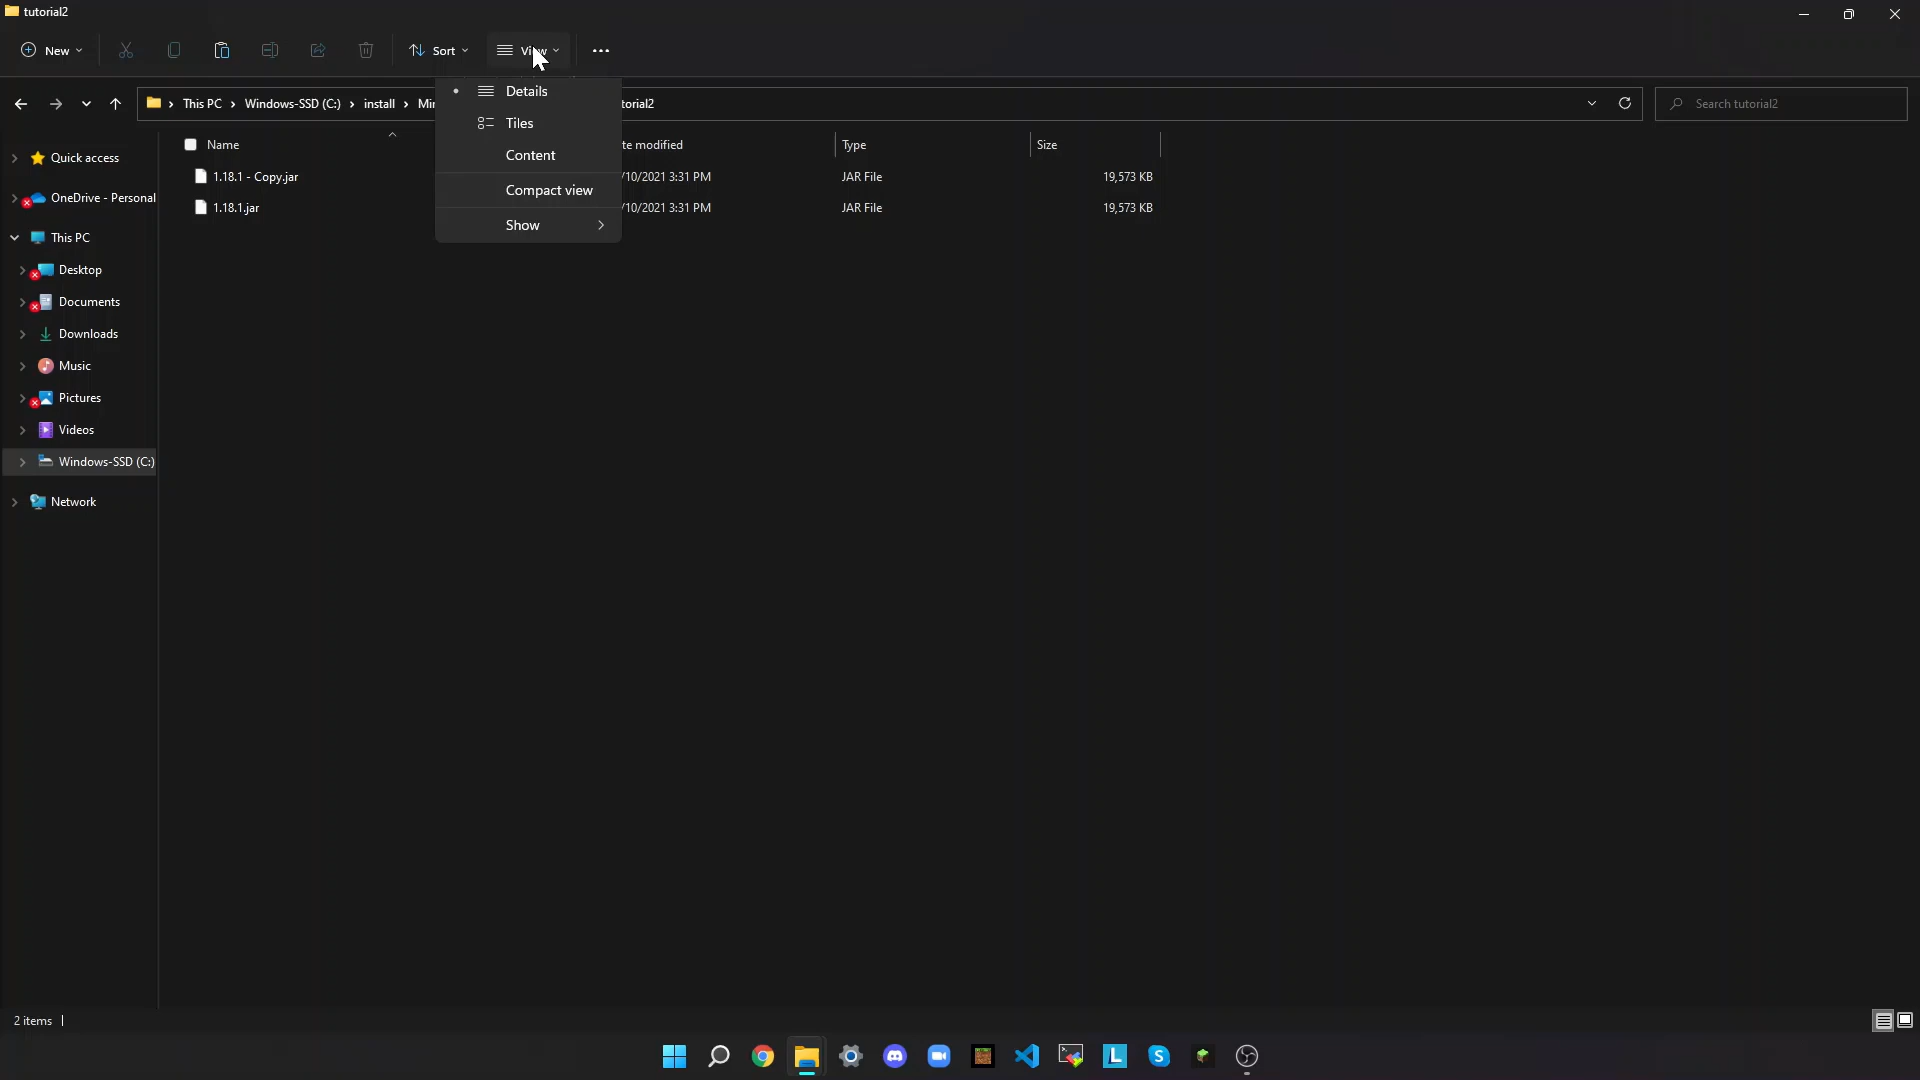 tutorial2
New
Sort
View
This PC
Windows-SSD (C:)
install
torial2
Search tutorial2
Details
Tiles
Content
Compact view
Show
Name
te modified
Type
Size
1.18.1 - Copy.jar
/10/2021 3:31 PM
JAR File
19,573 KB
1.18.1.jar
/10/2021 3:31 PM
JAR File
19,573 KB
Quick access
OneDrive - Personal
This PC
Desktop
Documents
Downloads
Music
Pictures
Videos
Windows-SSD (C:)
Network
2 items
L
S